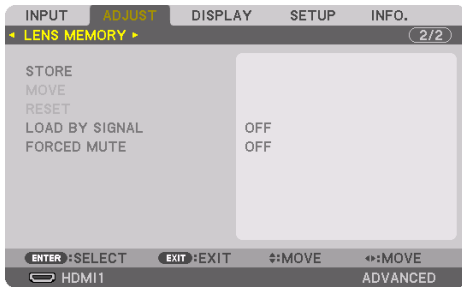 INPUT ADJUST DISPLAY SETUP INFO.
LENS MEMORY 2/2
STORE
MOVE
RESET
LOAD BY SIGNAL OFF
FORCED MUTE OFF
ENTER :SELECT EXIT :EXIT :MOVE :MOVE
HDMI1 ADVANCED